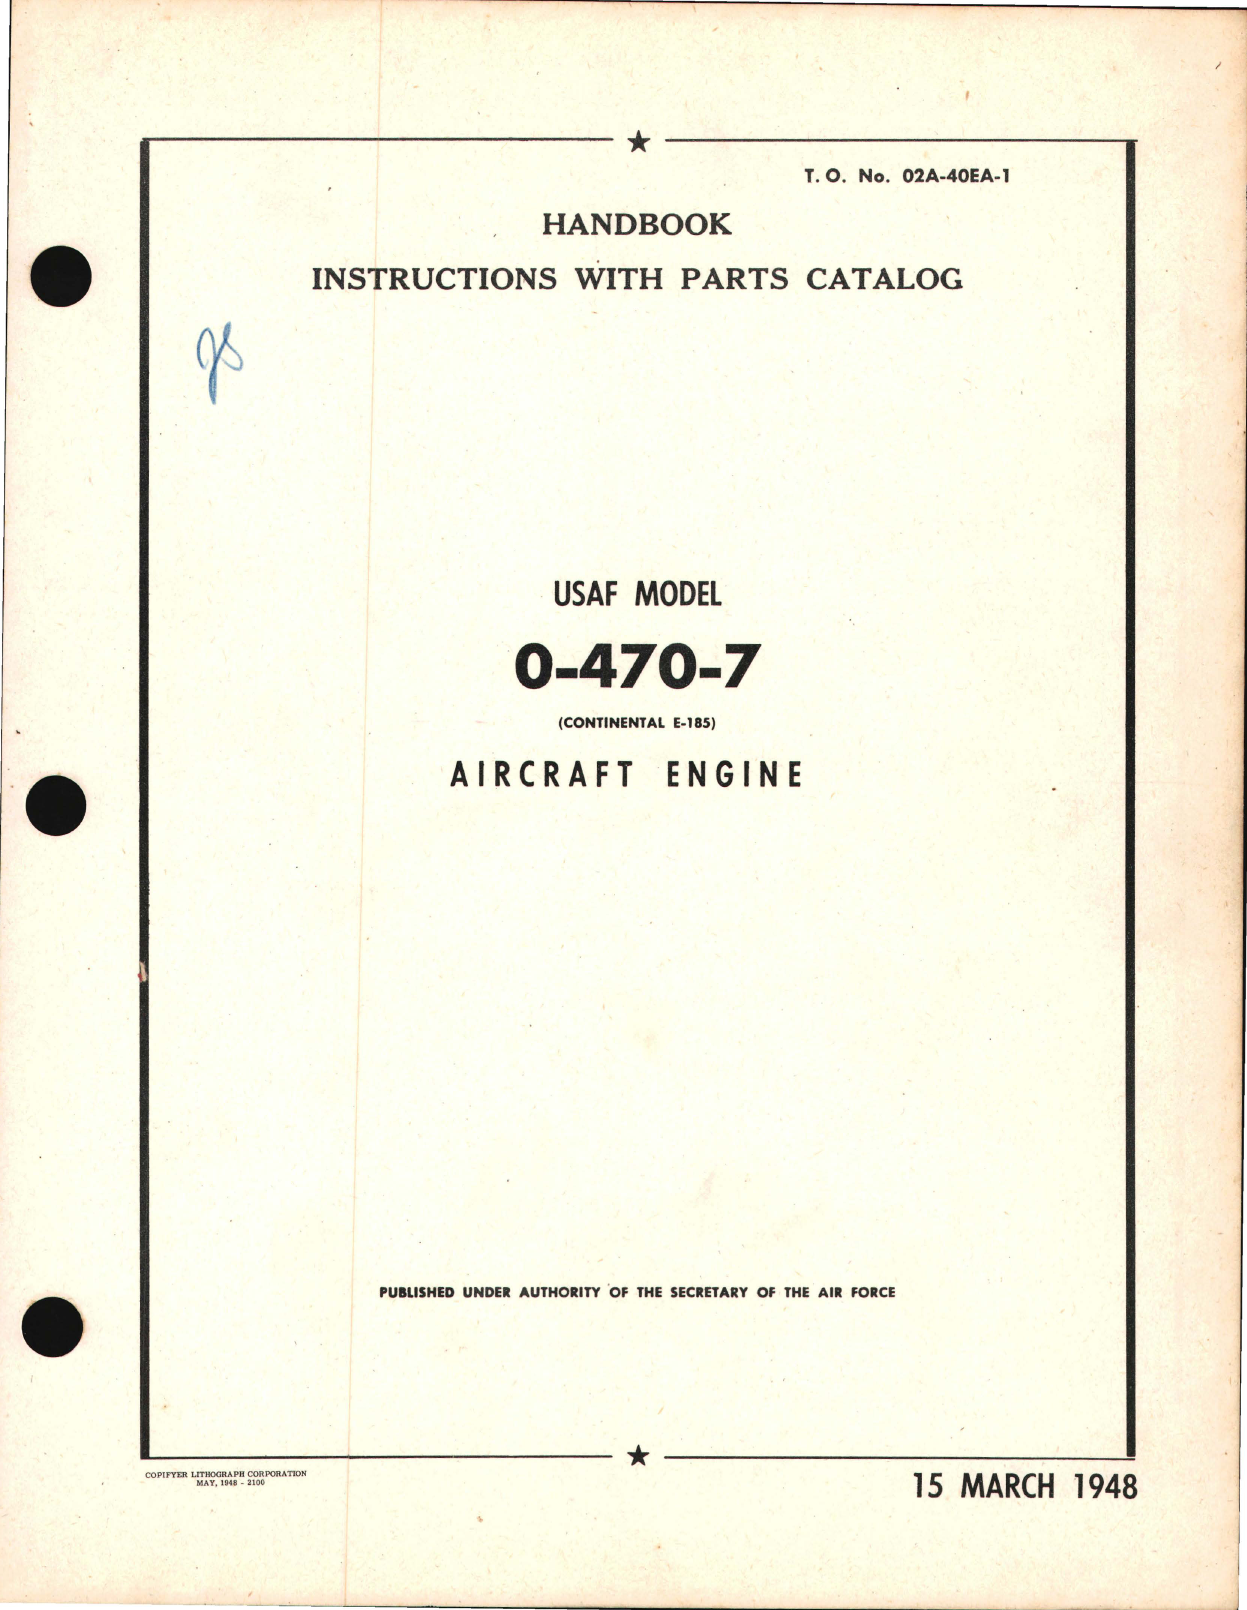 T. O. No. 02A-40EA-1
HANDBOOK
INSTRUCTIONS WITH PARTS CATALOG
USAF MODEL
O-470-7
(CONTINENTAL E-185)
AIRCRAFT ENGINE
PUBLISHED UNDER AUTHORITY OF THE SECRETARY OF THE AIR FORCE
COPIFYER LITHOGRAPH CORPORATION
MAY, 1948 - 2100
15 MARCH 1948